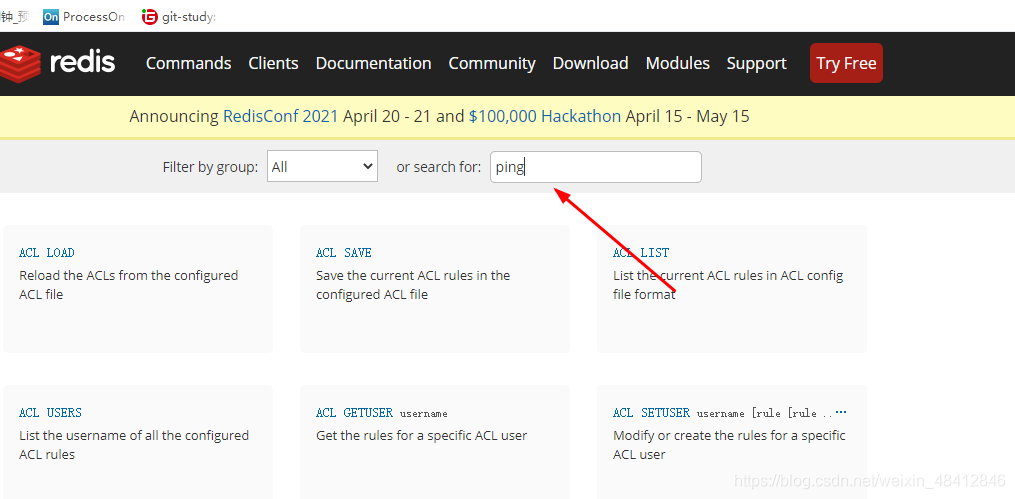 钟_预 ProcessOn git-study:
redis Commands Clients Documentation Community Download Modules Support Try Free
Announcing RedisConf 2021 April 20 - 21 and $100,000 Hackathon April 15 - May 15
Filter by group: All or search for: ping
ACL LOAD
Reload the ACLs from the configured
ACL file
ACL SAVE
Save the current ACL rules in the
configured ACL file
ACL LIST
List the current ACL rules in ACL config
file format
ACL USERS
List the username of all the configured
ACL rules
ACL GETUSER username
Get the rules for a specific ACL user
ACL SETUSER username [rule [rule ..…
Modify or create the rules for a specific
ACL user
https://blog.csdn.net/weixin_48412846